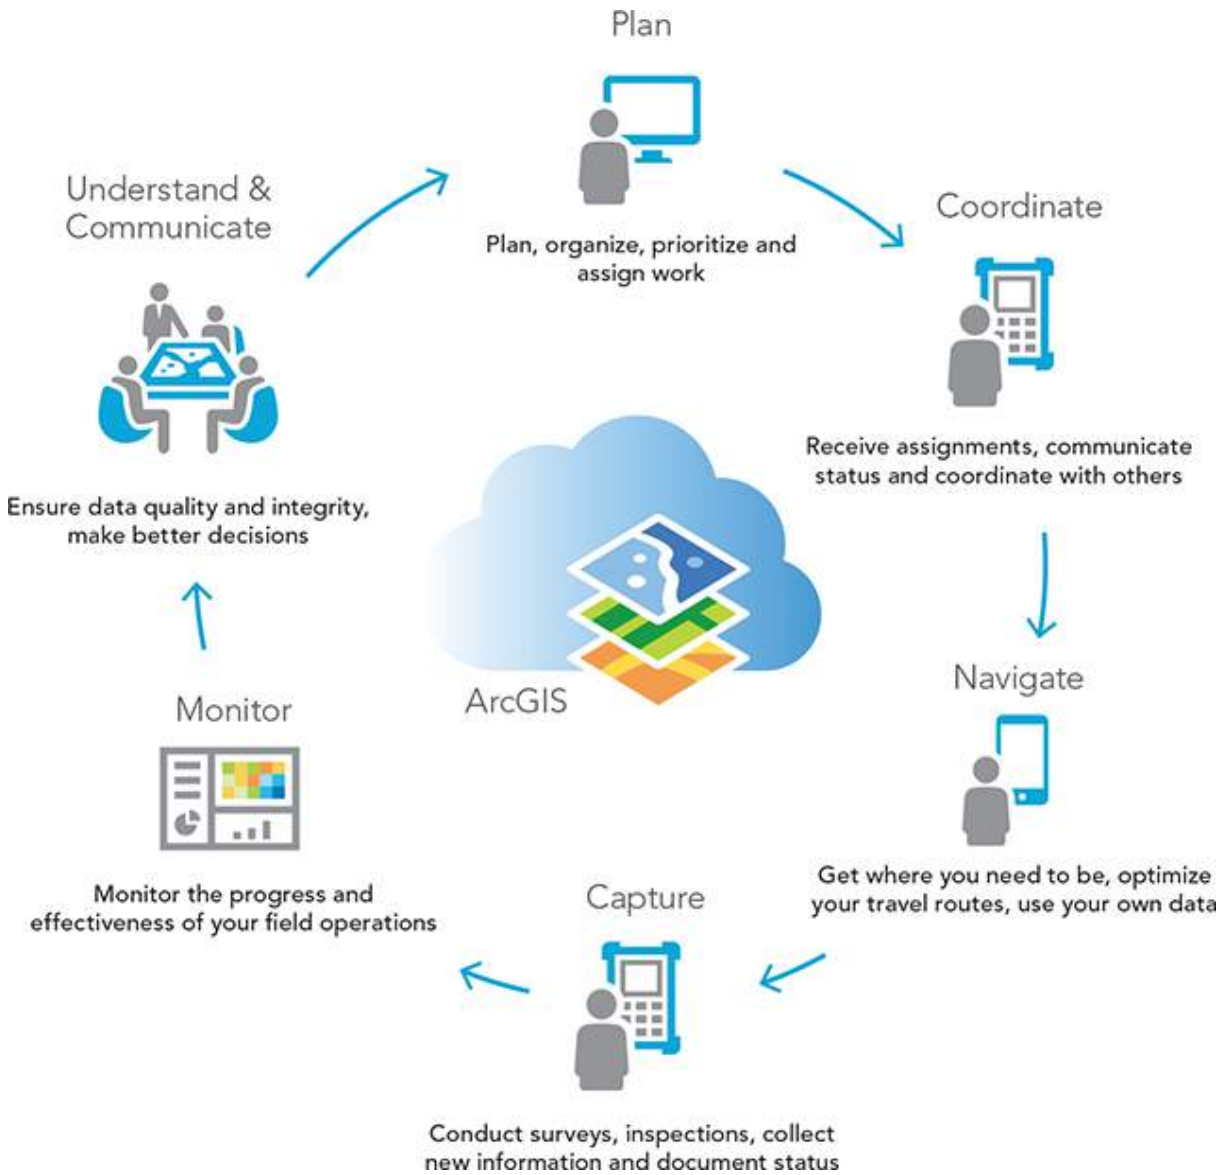 Plan
Plan, organize, prioritize and
assign work
Coordinate
Receive assignments, communicate
status and coordinate with others
Navigate
Get where you need to be, optimize
your travel routes, use your own data
Capture
Conduct surveys, inspections, collect
new information and document status
Monitor
Monitor the progress and
effectiveness of your field operations
Understand &
Communicate
Ensure data quality and integrity,
make better decisions
ArcGIS